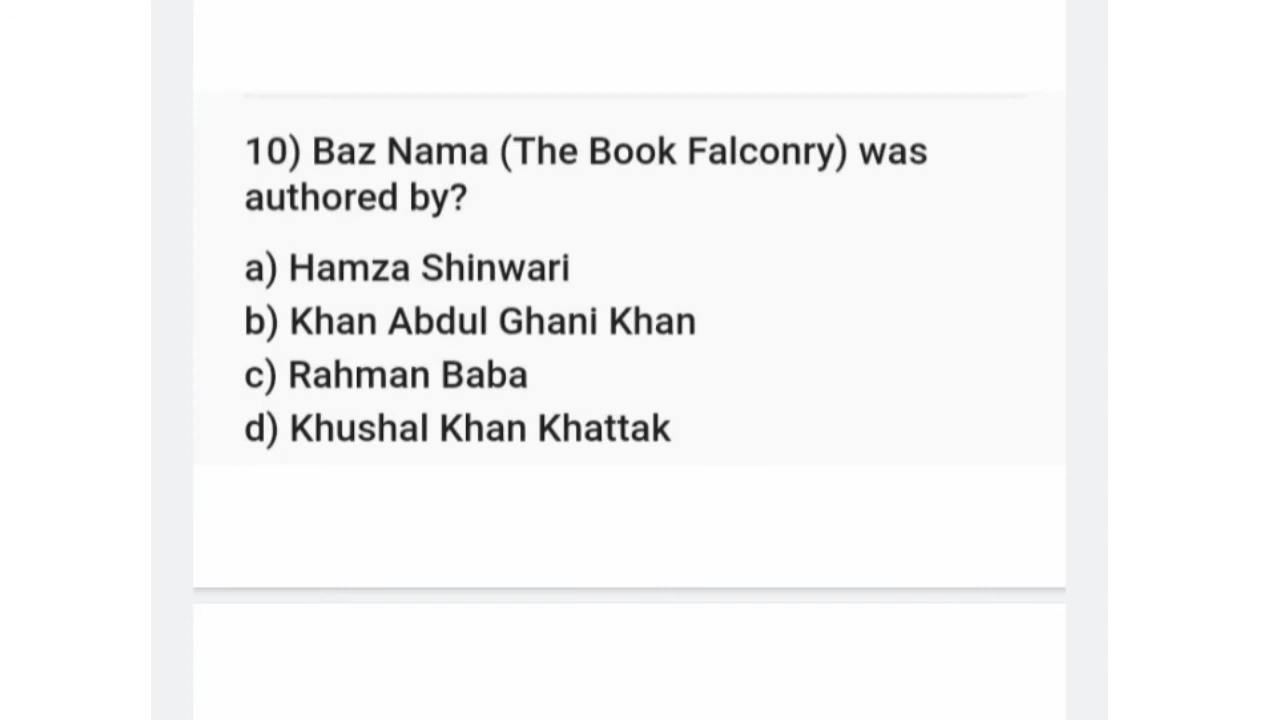 10) Baz Nama (The Book Falconry) was
authored by?
a) Hamza Shinwari
b) Khan Abdul Ghani Khan
c) Rahman Baba
d) Khushal Khan Khattak